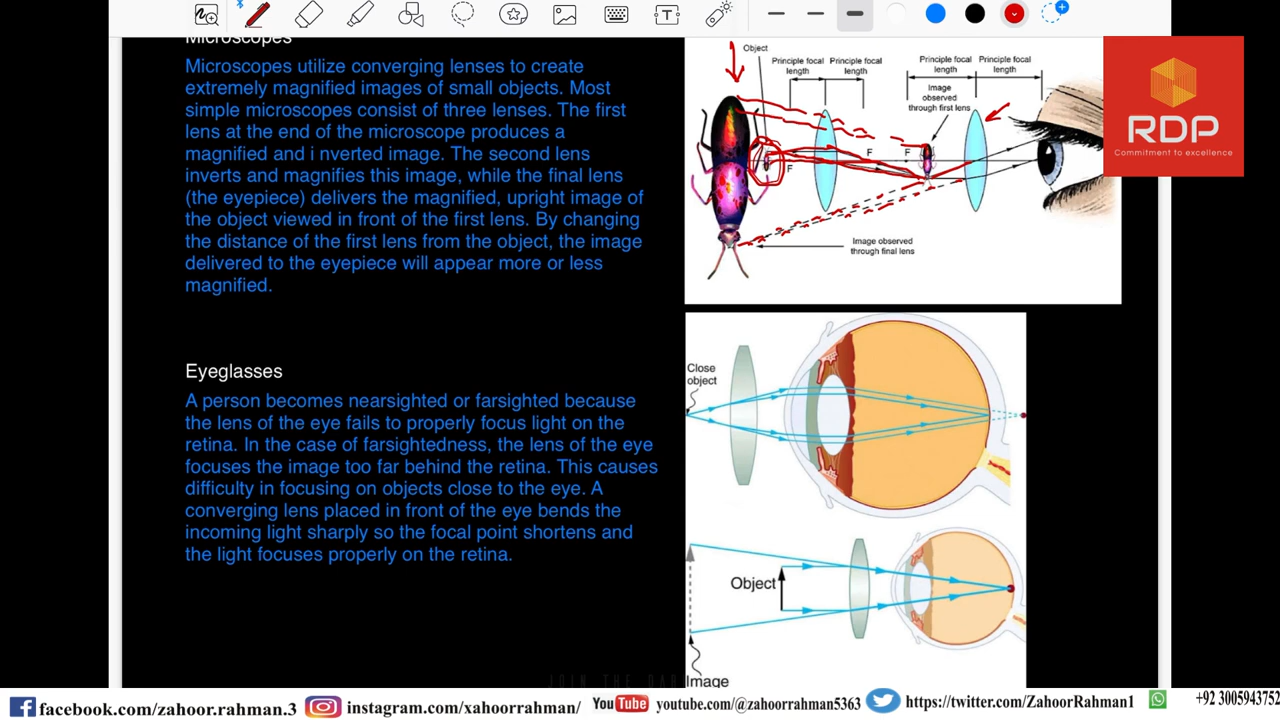 Microscopes
Microscopes utilize converging lenses to create
extremely magnified images of small objects. Most
simple microscopes consist of three lenses. The first
lens at the end of the microscope produces a
magnified and i nverted image. The second lens
inverts and magnifies this image, while the final lens
(the eyepiece) delivers the magnified, upright image of
the object viewed in front of the first lens. By changing
the distance of the first lens from the object, the image
delivered to the eyepiece will appear more or less
magnified.
Object
Principle focal
length
Principle focal
length
Principle focal
length
Principle focal
length
Image
observed
through first lens
F
F
F
Image observed
through final lens
RDP
Commitment to excellence
Eyeglasses
A person becomes nearsighted or farsighted because
the lens of the eye fails to properly focus light on the
retina. In the case of farsightedness, the lens of the eye
focuses the image too far behind the retina. This causes
difficulty in focusing on objects close to the eye. A
converging lens placed in front of the eye bends the
incoming light sharply so the focal point shortens and
the light focuses properly on the retina.
Close
object
Object
Image
JOIN THE
facebook.com/zahoor.rahman.3
instagram.com/xahoorrahman/
YouTube youtube.com/@zahoorrahman5363
https://twitter.com/ZahoorRahman1
+92 3005943752